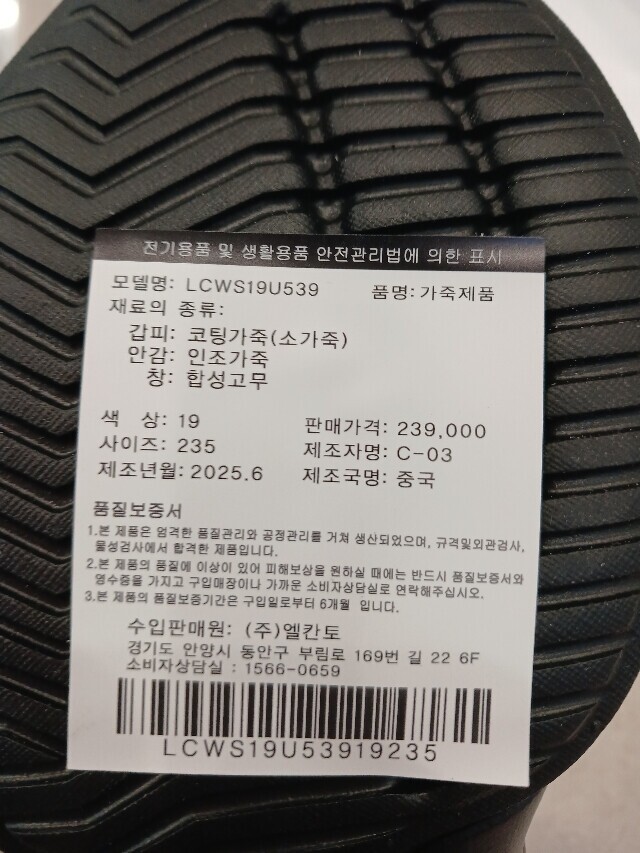 전기용품 및 생활용품 안전관리법에 의한 표시
모델명: LCWS19U539 품명: 가죽제품
재료의 종류:
갑피: 코팅가죽(소가죽)
안감: 인조가죽
창: 합성고무
색 상: 19 판매가격: 239,000
사이즈: 235 제조자명: C-03
제조년월: 2025.6 제조국명: 중국
품질보증서
1.본 제품은 엄격한 품질관리와 공정관리를 거쳐 생산되었으며, 규격및외관검사,
물성검사에서 합격한 제품입니다.
2.본 제품의 품질에 이상이 있어 피해보상을 원하실 때에는 반드시 품질보증서와
영수증을 가지고 구입매장이나 가까운 소비자상담실로 연락해주십시오.
3.본 제품의 품질보증기간은 구입일로부터 6개월 입니다.
수입판매원: (주)엘칸토
경기도 안양시 동안구 부림로 169번 길 22 6F
소비자상담실 : 1566-0659
LCWS19U53919235